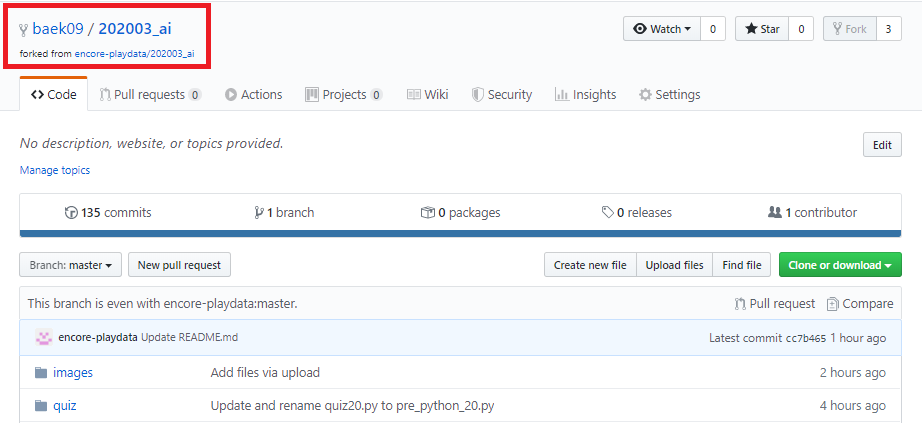 baek09 / 202003_ai
Watch 0 Star 0 Fork 3
forked from encore-playdata/202003_ai
Code Pull requests 0 Actions Projects 0 Wiki Security Insights Settings
No description, website, or topics provided.
Edit
Manage topics
135 commits 1 branch 0 packages 0 releases 1 contributor
Branch: master New pull request Create new file Upload files Find file Clone or download
This branch is even with encore-playdata:master. Pull request Compare
encore-playdata Update README.md Latest commit cc7b465 1 hour ago
images Add files via upload 2 hours ago
quiz Update and rename quiz20.py to pre_python_20.py 4 hours ago